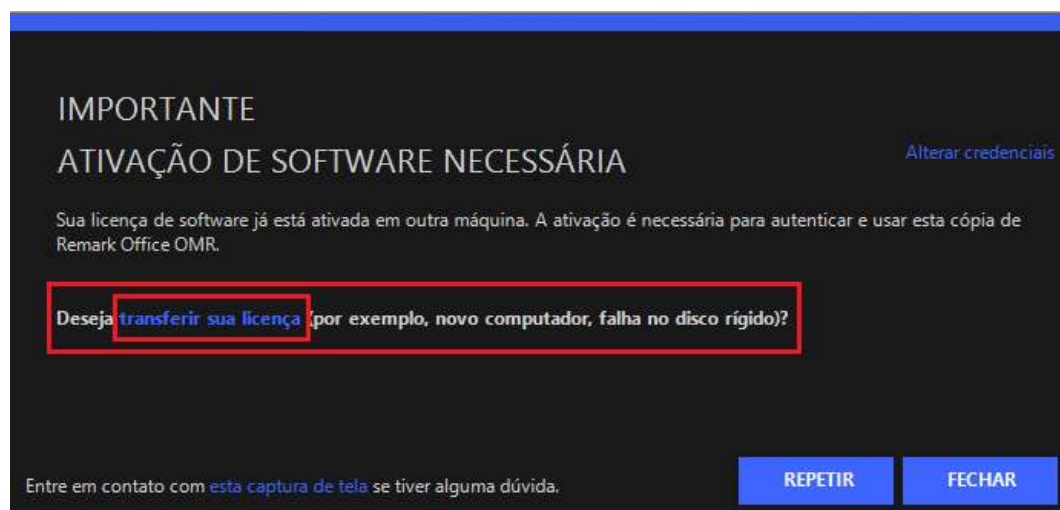 IMPORTANTE
ATIVAÇÃO DE SOFTWARE NECESSÁRIA
Alterar credenciais
Sua licença de software já está ativada em outra máquina. A ativação é necessária para autenticar e usar esta cópia de
Remark Office OMR.
Deseja transferir sua licença (por exemplo, novo computador, falha no disco rígido)?
Entre em contato com esta captura de tela se tiver alguma dúvida.
REPETIR
FECHAR